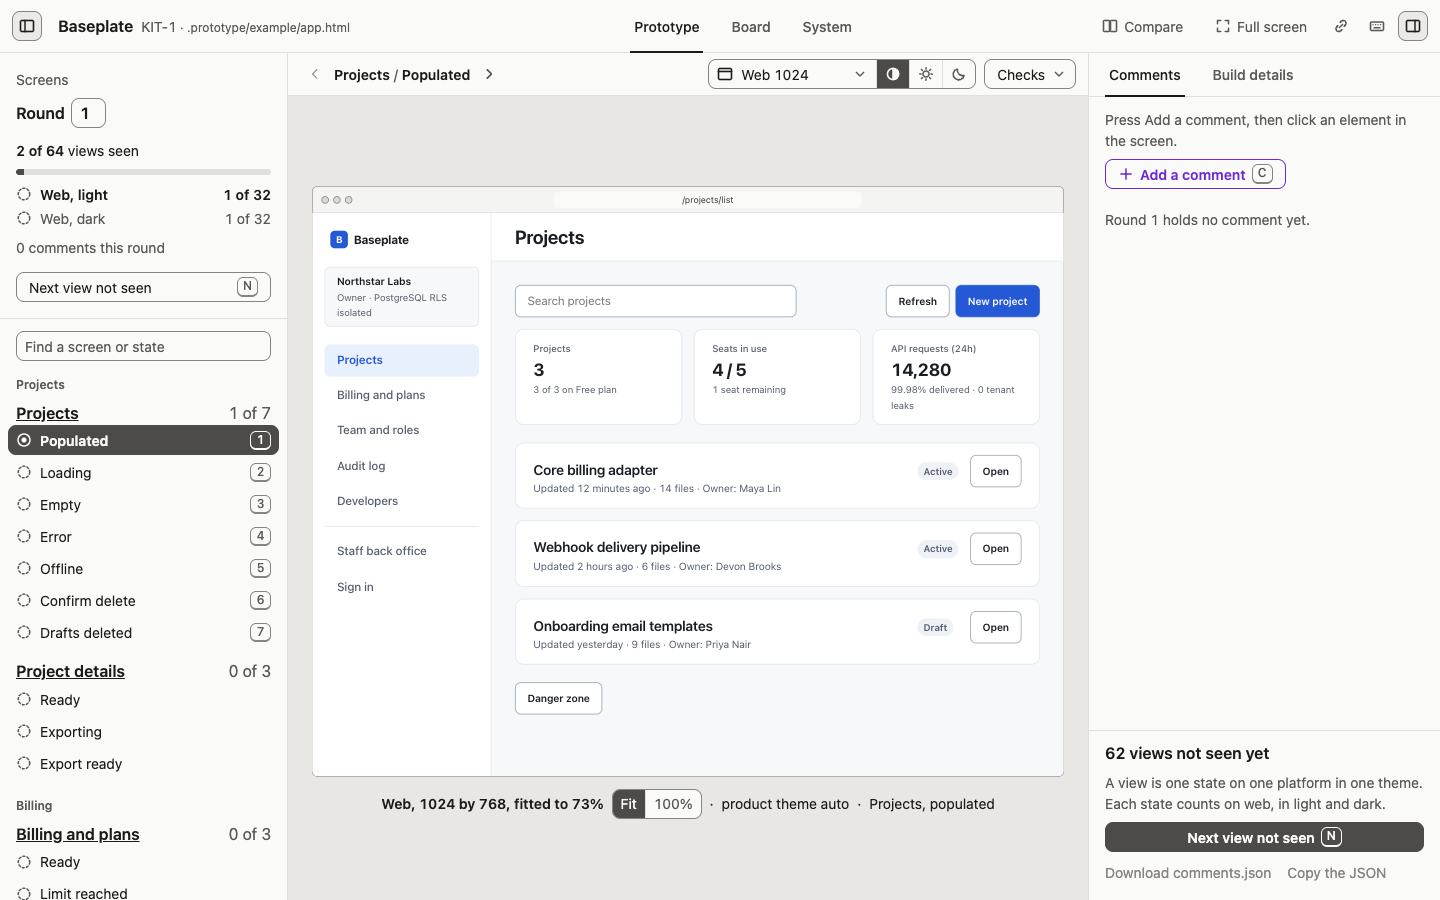 Baseplate KIT-1 · .prototype/example/app.html
Prototype Board System
Compare Full screen
Screens
Round 1
2 of 64 views seen
Web, light 1 of 32
Web, dark 1 of 32
0 comments this round
Next view not seen N
Find a screen or state
Projects
Projects 1 of 7
Populated 1
Loading 2
Empty 3
Error 4
Offline 5
Confirm delete 6
Drafts deleted 7
Project details 0 of 3
Ready
Exporting
Export ready
Billing
Billing and plans 0 of 3
Ready
Limit reached
Projects / Populated
Web 1024
Checks
/projects/list
B Baseplate
Northstar Labs
Owner · PostgreSQL RLS
isolated
Projects
Billing and plans
Team and roles
Audit log
Developers
Staff back office
Sign in
Projects
Search projects
Refresh New project
Projects
3
3 of 3 on Free plan
Seats in use
4 / 5
1 seat remaining
API requests (24h)
14,280
99.98% delivered · 0 tenant
leaks
Core billing adapter
Updated 12 minutes ago · 14 files · Owner: Maya Lin
Active Open
Webhook delivery pipeline
Updated 2 hours ago · 6 files · Owner: Devon Brooks
Active Open
Onboarding email templates
Updated yesterday · 9 files · Owner: Priya Nair
Draft Open
Danger zone
Web, 1024 by 768, fitted to 73% Fit 100% · product theme auto · Projects, populated
Comments Build details
Press Add a comment, then click an element in
the screen.
Add a comment C
Round 1 holds no comment yet.
62 views not seen yet
A view is one state on one platform in one theme.
Each state counts on web, in light and dark.
Next view not seen N
Download comments.json Copy the JSON